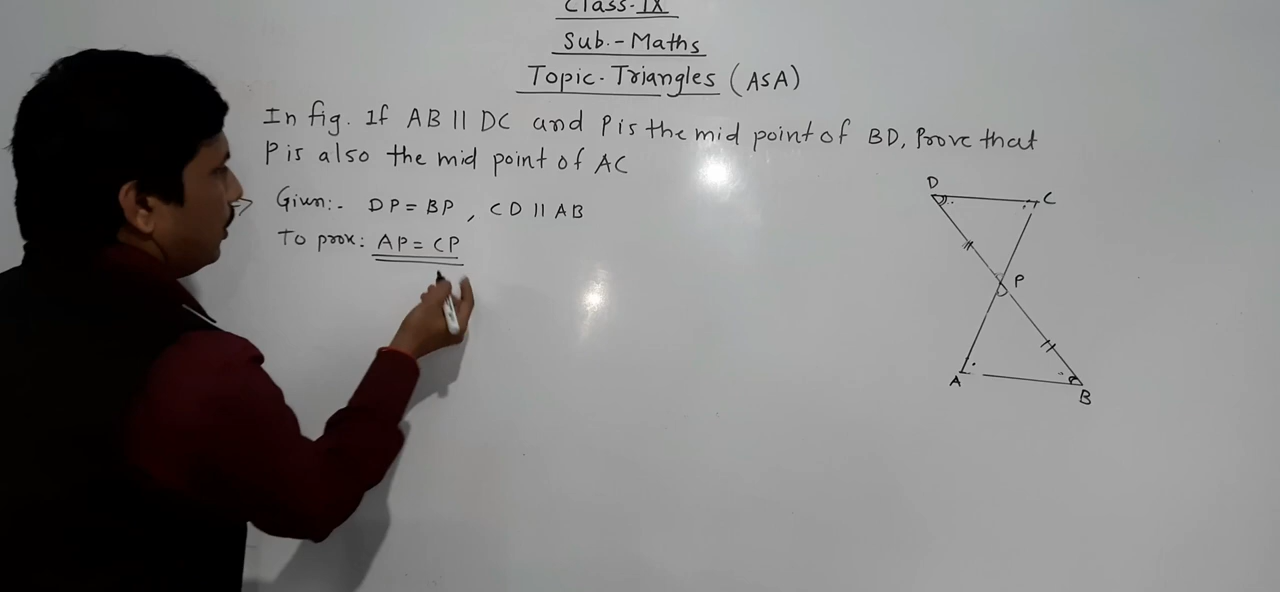 Class-IX
Sub.-Maths
Topic-Triangles (ASA)
In fig. If AB || DC and P is the mid point of BD, Prove that
P is also the mid point of AC
Given:- DP = BP, CD || AB
To prove: AP = CP
D
C
P
A
B